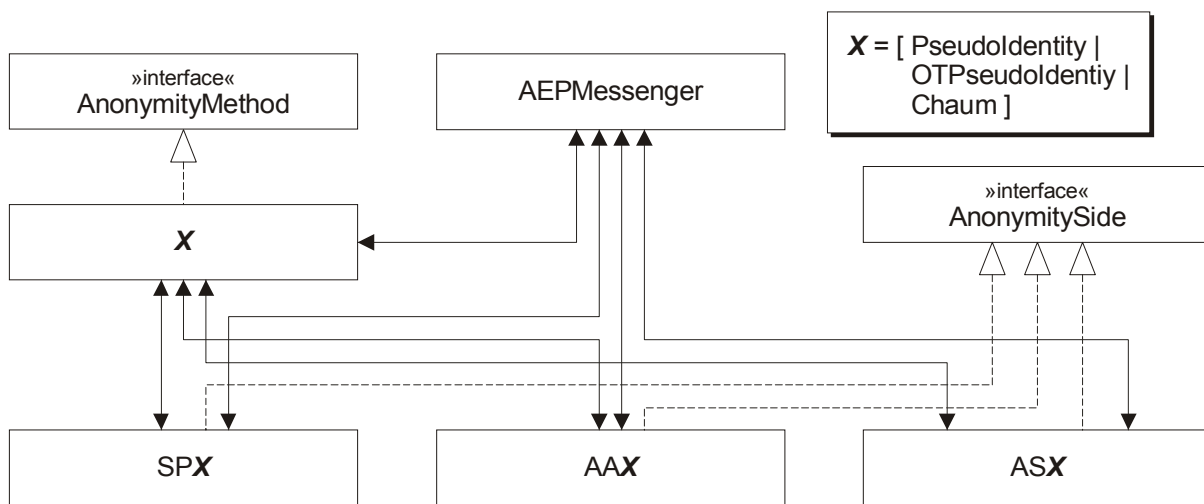 »interface«
AnonymityMethod
AEPMessenger
X = [ PseudoIdentity |
OTPseudoIdentiy |
Chaum ]
»interface«
AnonymitySide
X
SPX
AAX
ASX